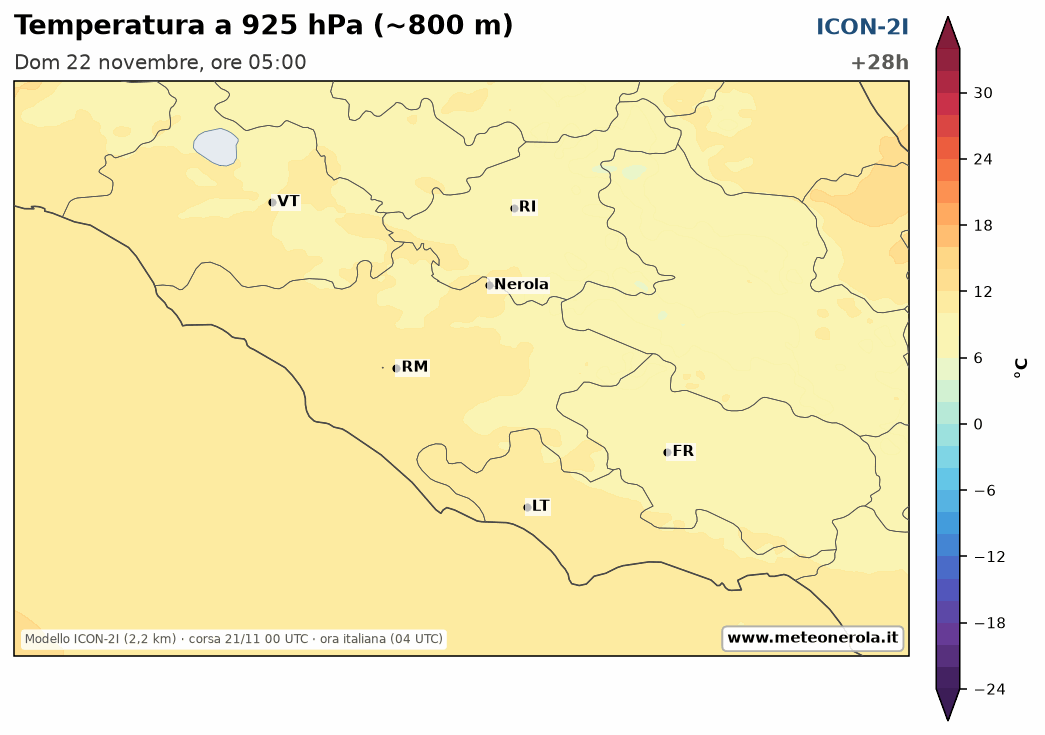 Temperatura a 925 hPa (~800 m)
ICON-2I
Dom 22 novembre, ore 05:00
+28h
VT
RI
Nerola
RM
FR
LT
Modello ICON-2I (2,2 km) · corsa 21/11 00 UTC · ora italiana (04 UTC)
www.meteonerola.it
30
24
18
12
6
0
−6
−12
−18
−24
°C